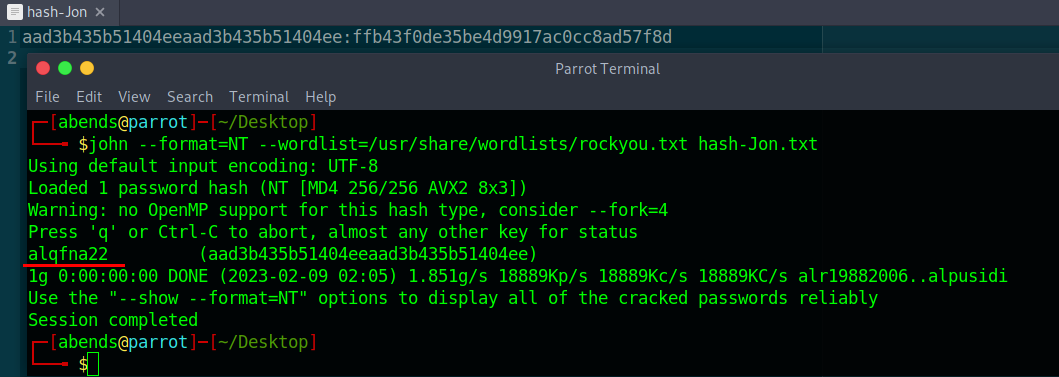 hash-Jon ×
1 aad3b435b51404eeaad3b435b51404ee:ffb43f0de35be4d9917ac0cc8ad57f8d
2
Parrot Terminal
File Edit View Search Terminal Help
┌─[abends@parrot]─[~/Desktop]
└──╼ $john --format=NT --wordlist=/usr/share/wordlists/rockyou.txt hash-Jon.txt
Using default input encoding: UTF-8
Loaded 1 password hash (NT [MD4 256/256 AVX2 8x3])
Warning: no OpenMP support for this hash type, consider --fork=4
Press 'q' or Ctrl-C to abort, almost any other key for status
alqfna22         (aad3b435b51404eeaad3b435b51404ee)
1g 0:00:00:00 DONE (2023-02-09 02:05) 1.851g/s 18889Kp/s 18889Kc/s 18889KC/s alr19882006..alpusidi
Use the "--show --format=NT" options to display all of the cracked passwords reliably
Session completed
┌─[abends@parrot]─[~/Desktop]
└──╼ $